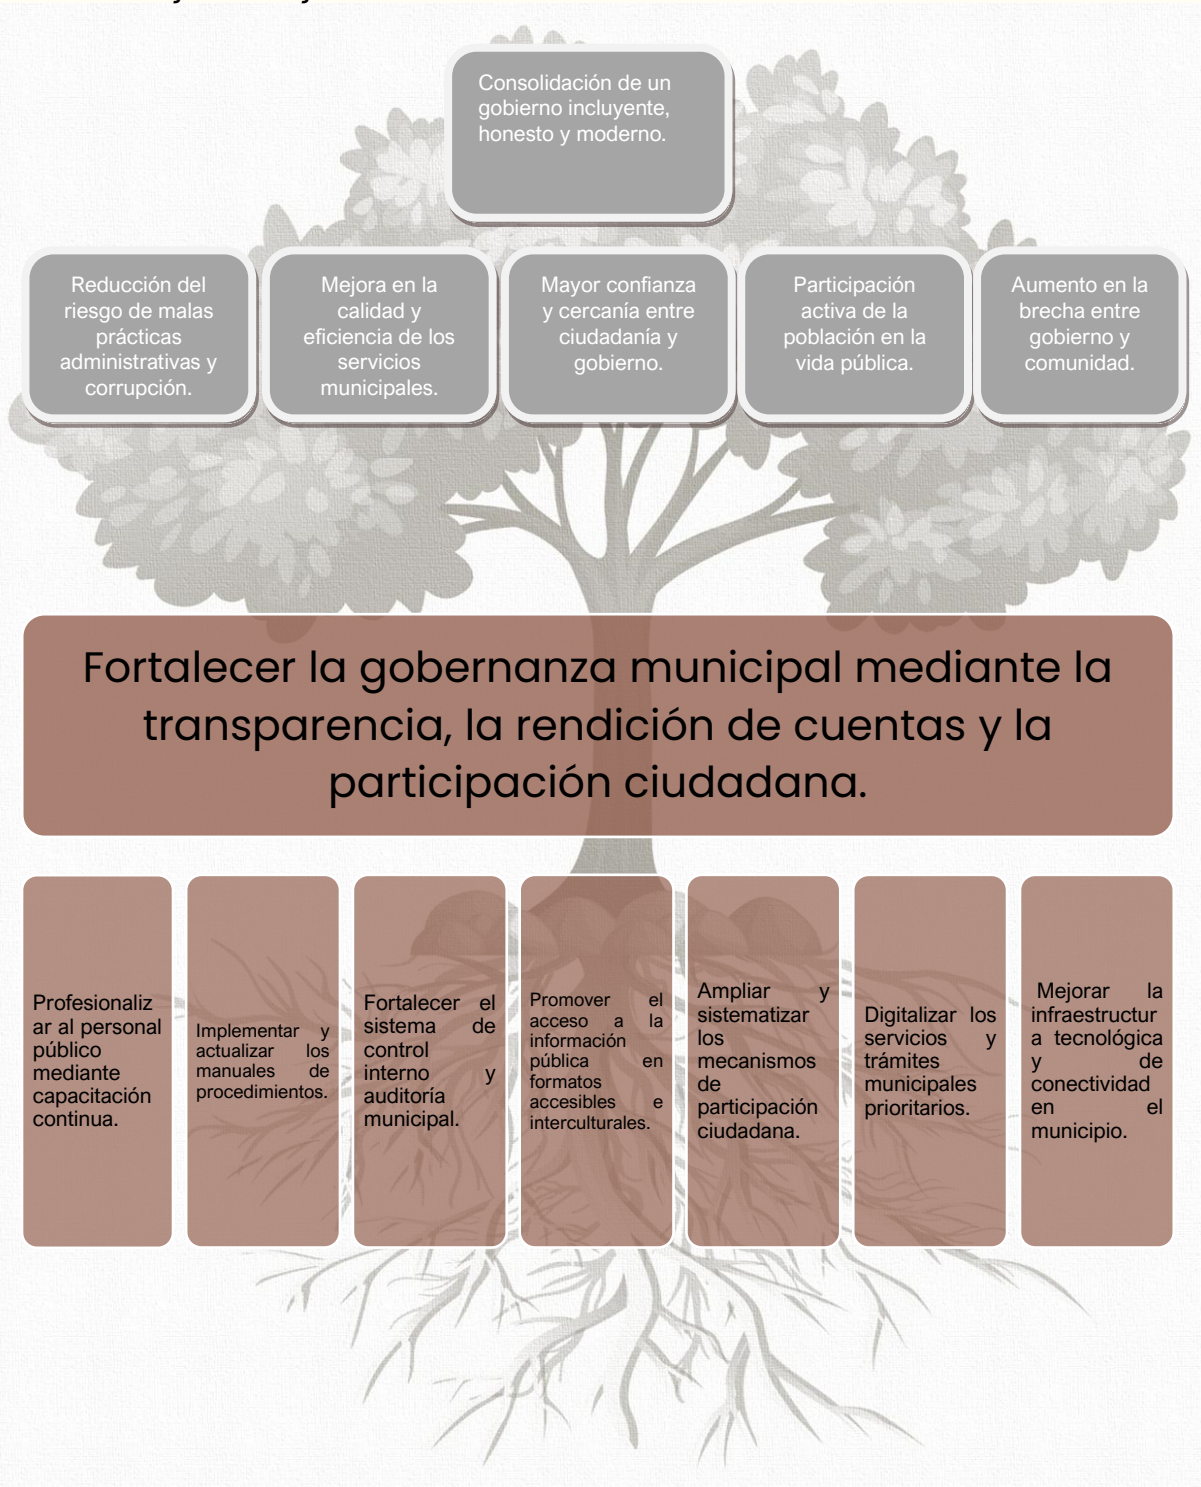 Consolidación de un
gobierno incluyente,
honesto y moderno.
Reducción del
riesgo de malas
prácticas
administrativas y
corrupción.
Mejora en la
calidad y
eficiencia de los
servicios
municipales.
Mayor confianza
y cercanía entre
ciudadanía y
gobierno.
Participación
activa de la
población en la
vida pública.
Aumento en la
brecha entre
gobierno y
comunidad.
Fortalecer la gobernanza municipal mediante la
transparencia, la rendición de cuentas y la
participación ciudadana.
Profesionaliz
ar al personal
público
mediante
capacitación
continua.
Implementar y
actualizar los
manuales de
procedimientos.
Fortalecer el
sistema de
control
interno y
auditoría
municipal.
Promover el
acceso a la
información
pública en
formatos
accesibles e
interculturales.
Ampliar y
sistematizar
los
mecanismos
de
participación
ciudadana.
Digitalizar los
servicios y
trámites
municipales
prioritarios.
Mejorar la
infraestructur
a tecnológica
y de
conectividad
en el
municipio.